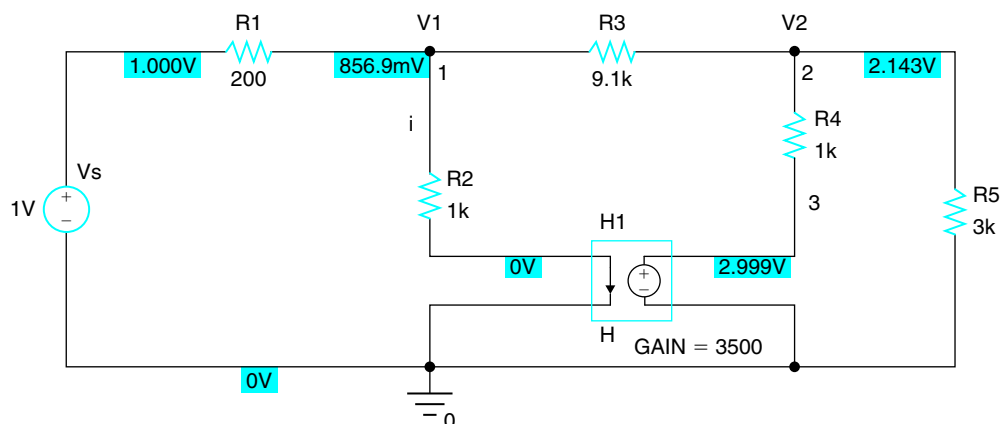 R1
V1
R3
V2
1.000V
856.9mV
1
2
2.143V
200
9.1k
i
R4
1k
Vs
R2
1k
3
R5
3k
1V
+
−
H1
0V
+
−
2.999V
H
GAIN = 3500
0V
0